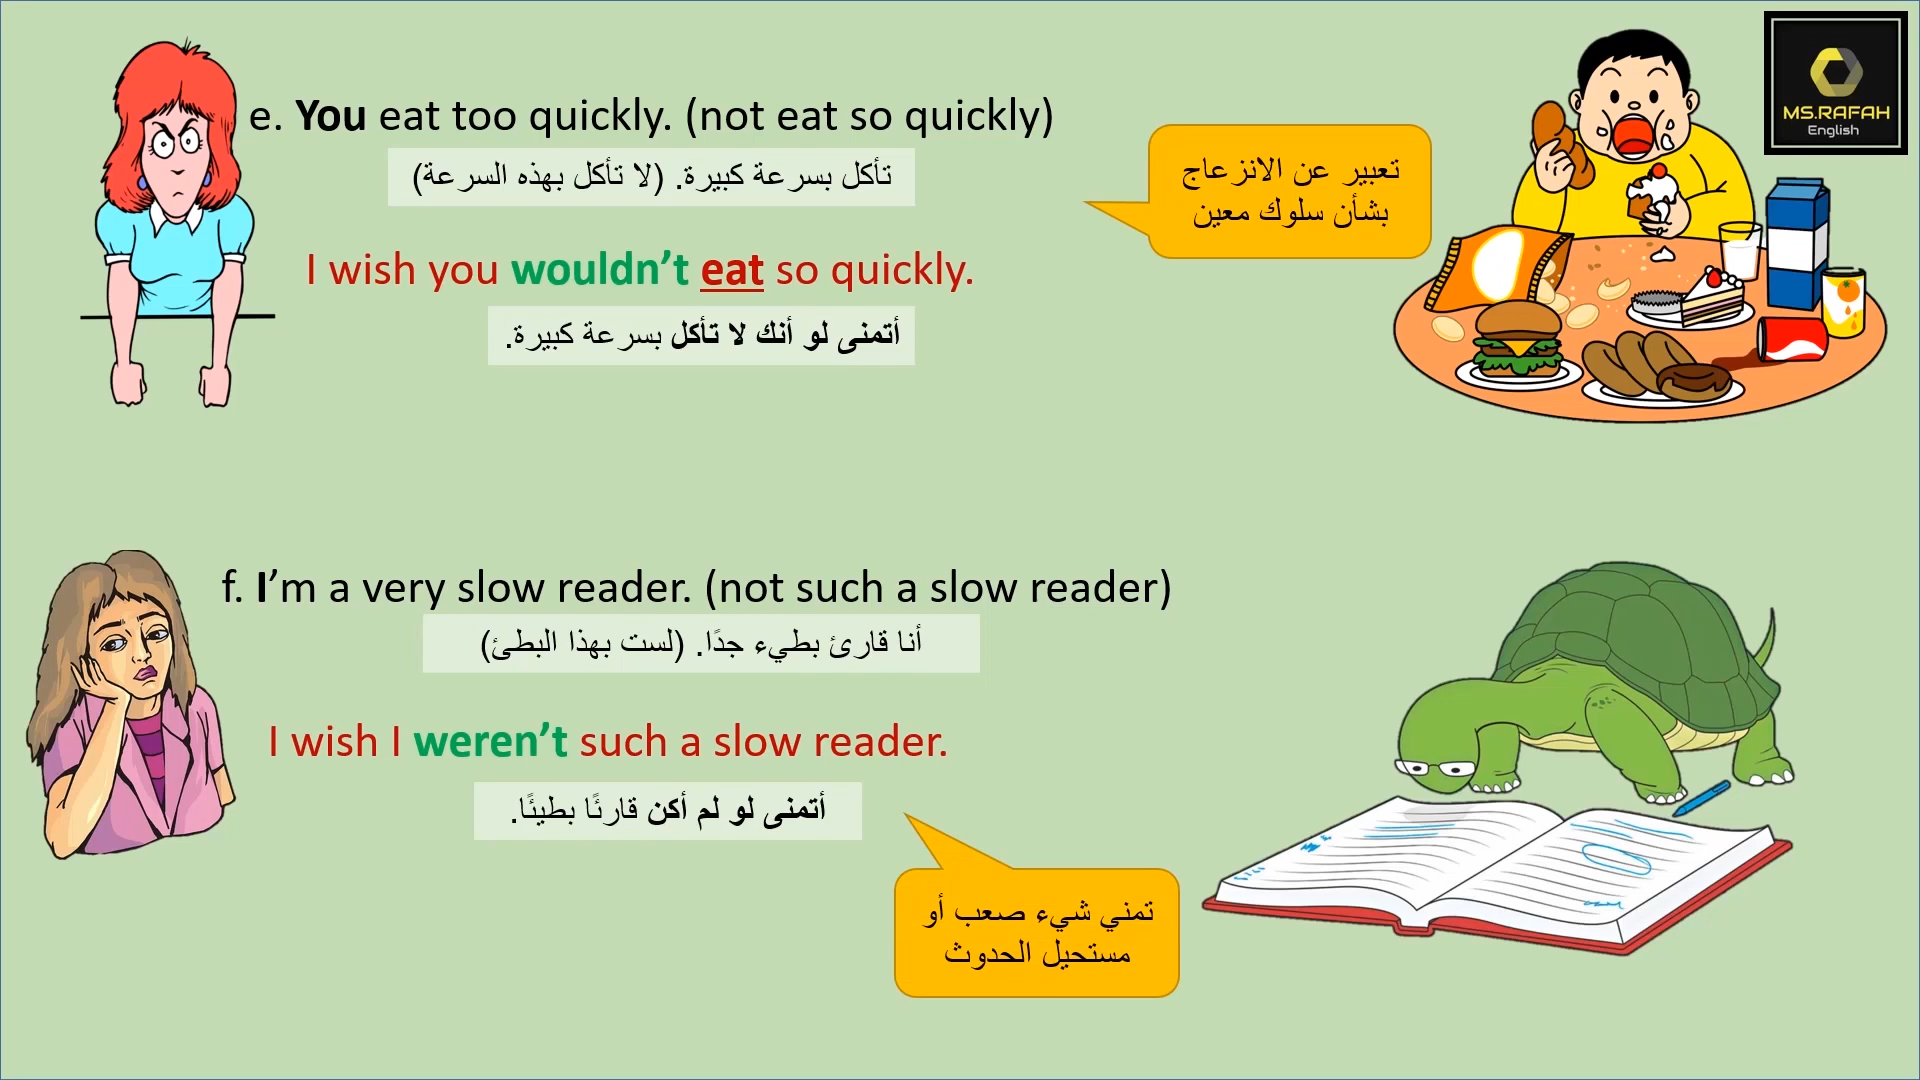 MS.RAFAH
English
e. You eat too quickly. (not eat so quickly)
تأكل بسرعة كبيرة. (لا تأكل بهذه السرعة)
تعبير عن الانزعاج
بشأن سلوك معين
I wish you wouldn’t eat so quickly.
أتمنى لو أنك لا تأكل بسرعة كبيرة.
f. I’m a very slow reader. (not such a slow reader)
أنا قارئ بطيء جدًا. (لست بهذا البطئ)
I wish I weren’t such a slow reader.
أتمنى لو لم أكن قارئًا بطيئًا.
تمني شيء صعب أو
مستحيل الحدوث